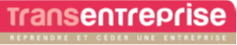 Transentreprise
REPRENDRE ET CÉDER UNE ENTREPRISE